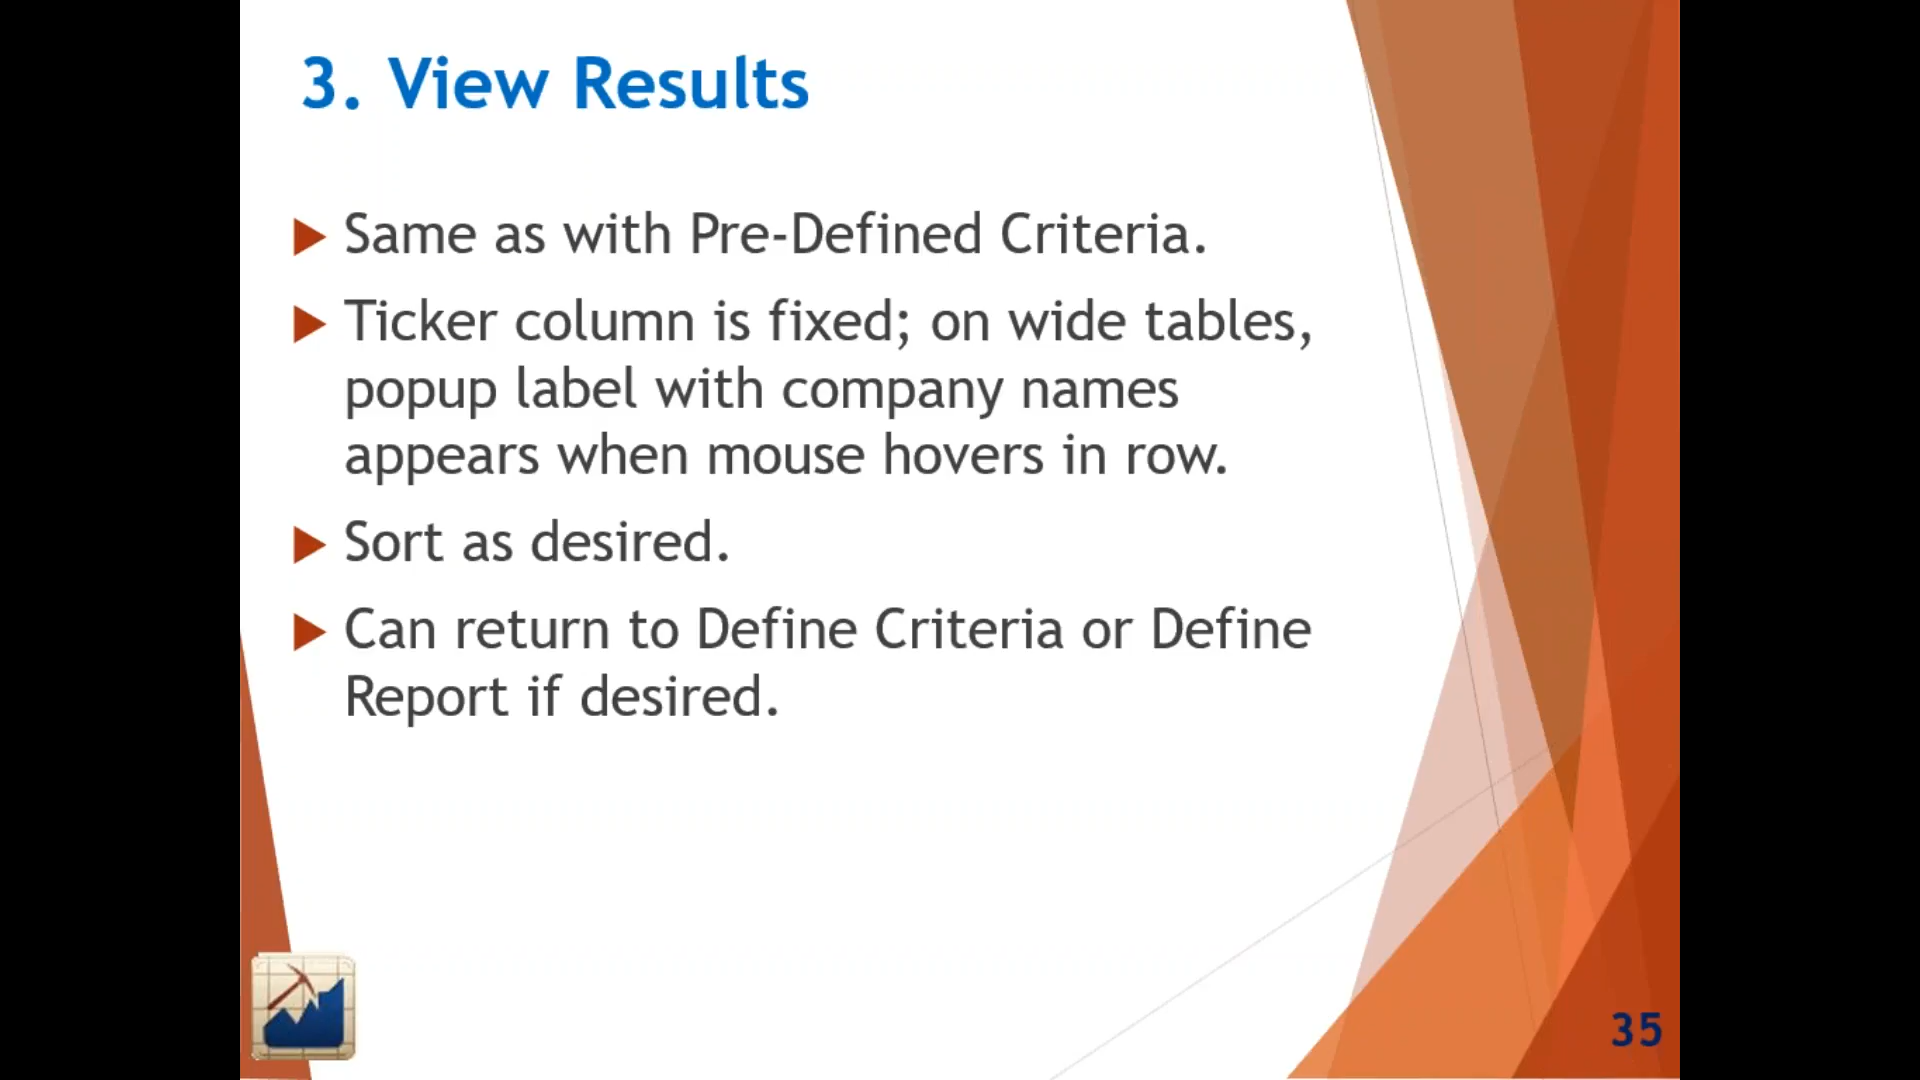 3. View Results
Same as with Pre-Defined Criteria.
Ticker column is fixed; on wide tables,
popup label with company names
appears when mouse hovers in row.
Sort as desired.
Can return to Define Criteria or Define
Report if desired.
35